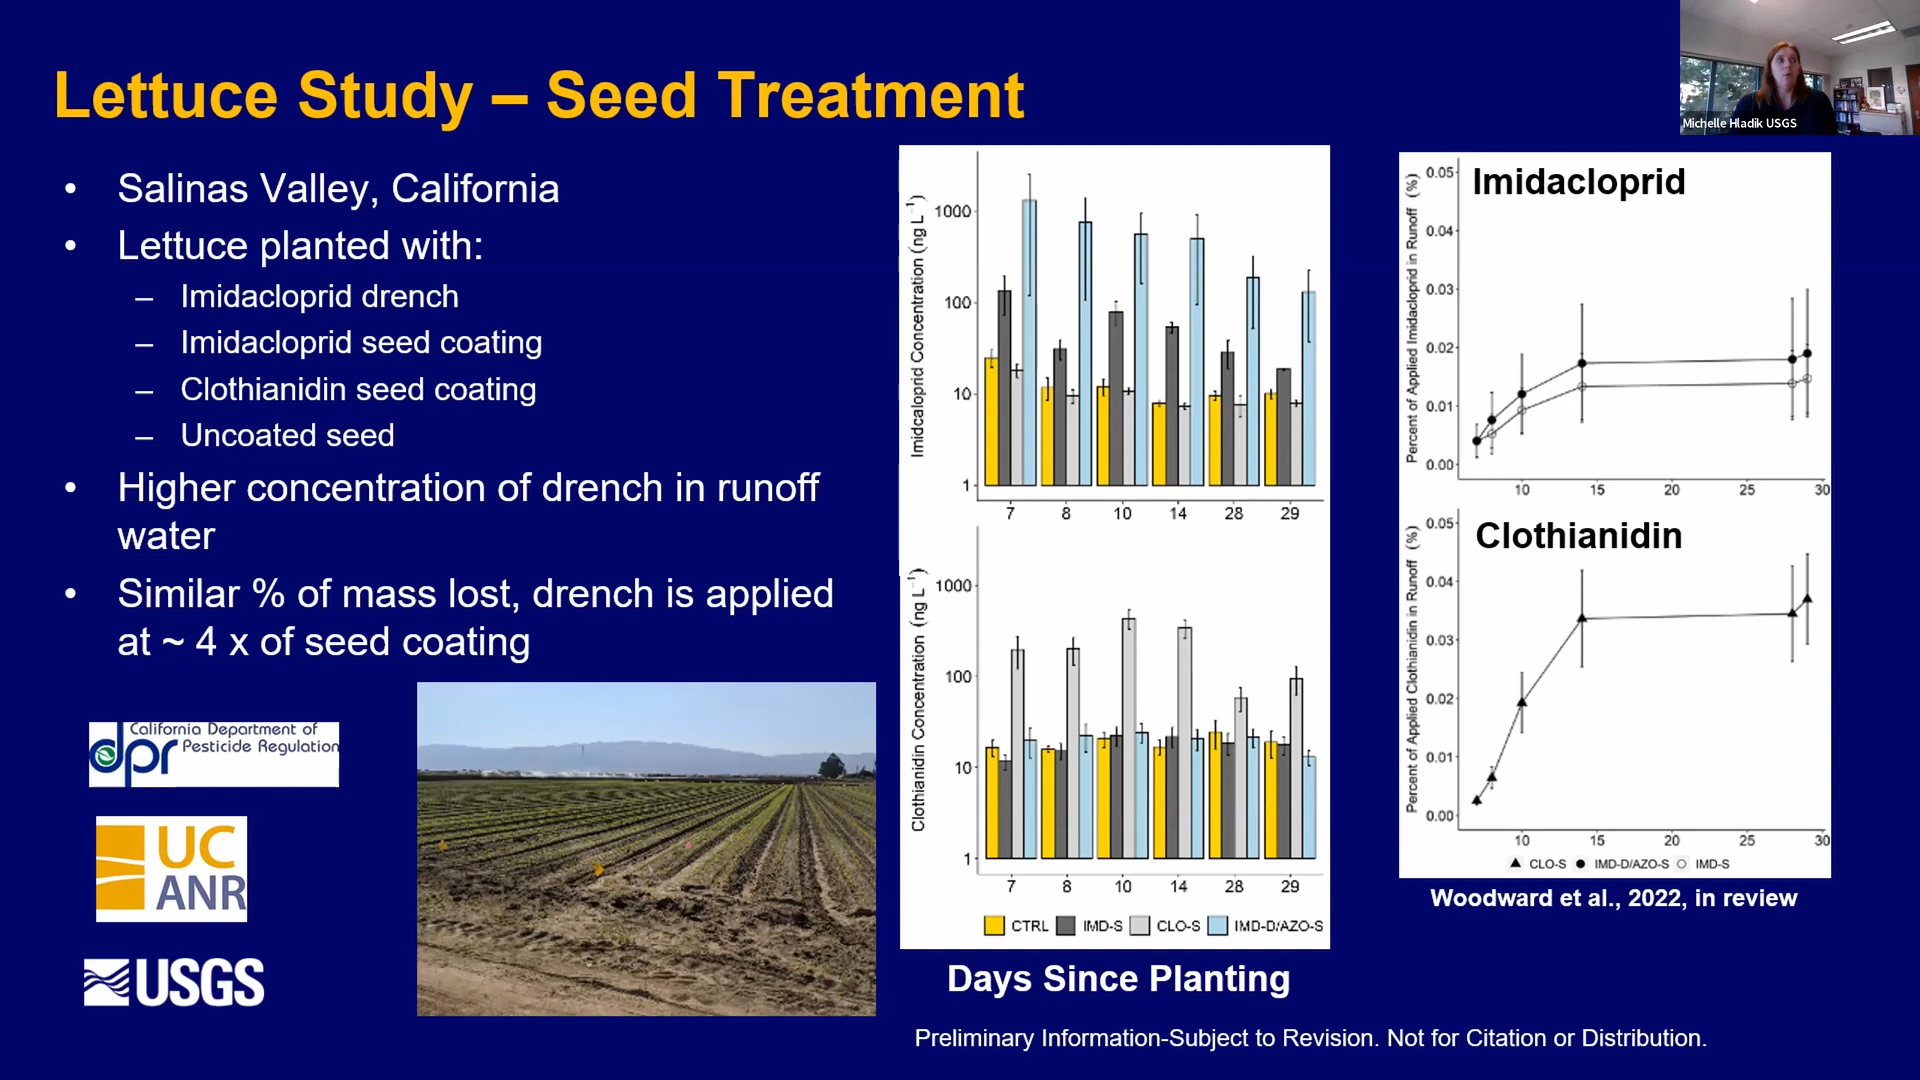 Lettuce Study – Seed Treatment
Michelle Hladik USGS
• Salinas Valley, California
• Lettuce planted with:
– Imidacloprid drench
– Imidacloprid seed coating
– Clothianidin seed coating
– Uncoated seed
• Higher concentration of drench in runoff
water
• Similar % of mass lost, drench is applied
at ~ 4 x of seed coating
California Department of
dpr Pesticide Regulation
UC
ANR
USGS
Imidcaloprid Concentration (ng L⁻¹)
1000
100
10
1
7 8 10 14 28 29
Clothianidin Concentration (ng L⁻¹)
1000
100
10
1
7 8 10 14 28 29
CTRL IMD-S CLO-S IMD-D/AZO-S
Days Since Planting
Imidacloprid
Percent of Applied Imidacloprid in Runoff (%)
0.05
0.04
0.03
0.02
0.01
0.00
10 15 20 25 30
Clothianidin
Percent of Applied Clothianidin in Runoff (%)
0.05
0.04
0.03
0.02
0.01
0.00
10 15 20 25 30
CLO-S IMD-D/AZO-S IMD-S
Woodward et al., 2022, in review
Preliminary Information-Subject to Revision. Not for Citation or Distribution.